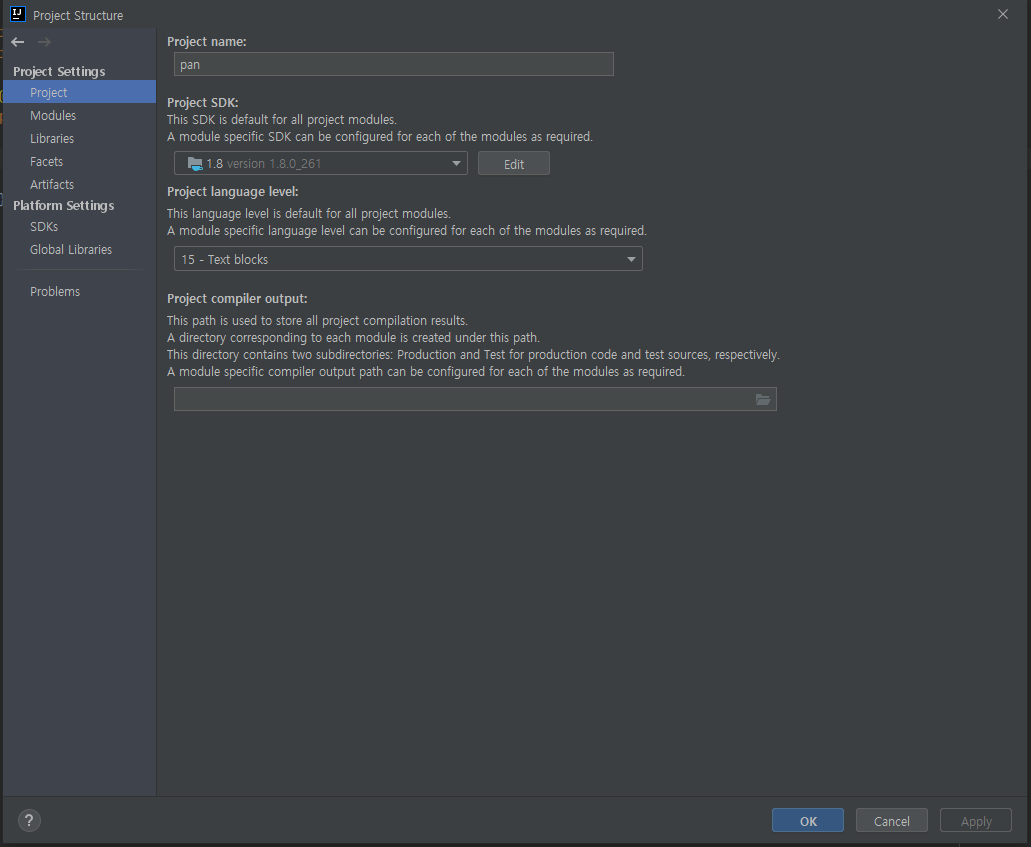 IJ
Project Structure
Project Settings
Project
Modules
Libraries
Facets
Artifacts
Platform Settings
SDKs
Global Libraries
Problems
Project name:
pan
Project SDK:
This SDK is default for all project modules.
A module specific SDK can be configured for each of the modules as required.
1.8 version 1.8.0_261
Edit
Project language level:
This language level is default for all project modules.
A module specific language level can be configured for each of the modules as required.
15 - Text blocks
Project compiler output:
This path is used to store all project compilation results.
A directory corresponding to each module is created under this path.
This directory contains two subdirectories: Production and Test for production code and test sources, respectively.
A module specific compiler output path can be configured for each of the modules as required.
?
OK
Cancel
Apply